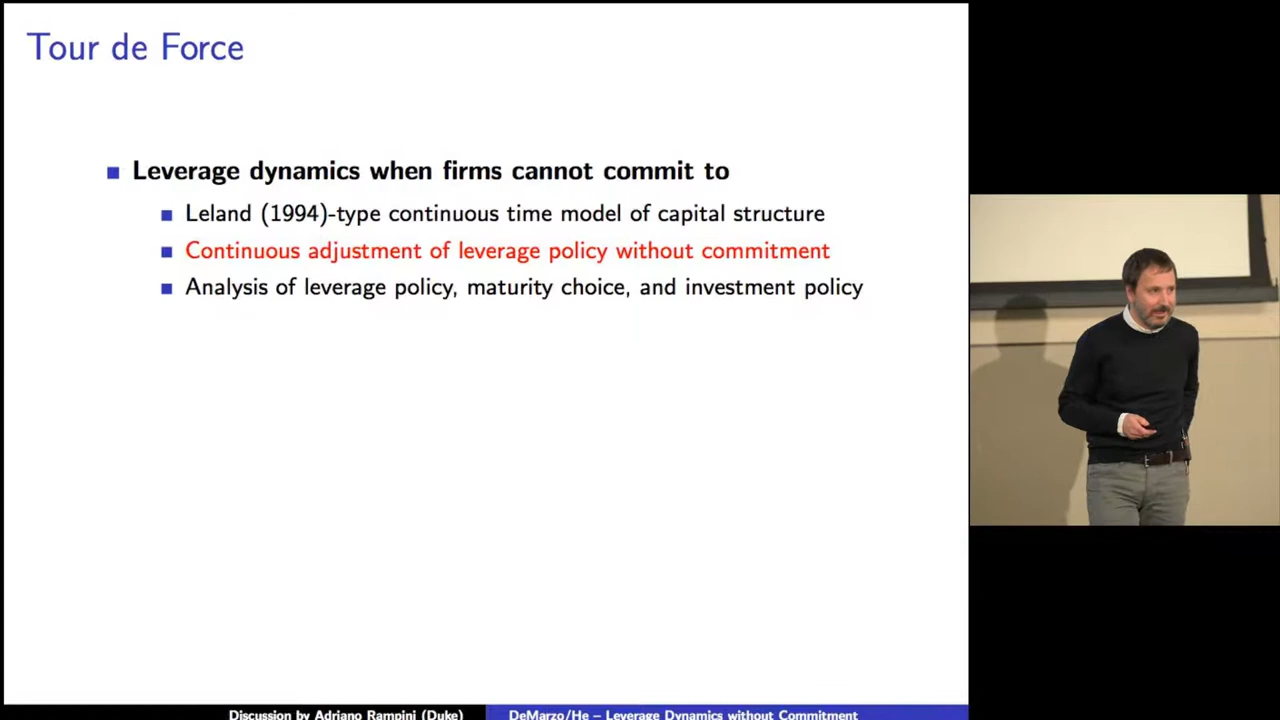 Tour de Force
Leverage dynamics when firms cannot commit to
Leland (1994)-type continuous time model of capital structure
Continuous adjustment of leverage policy without commitment
Analysis of leverage policy, maturity choice, and investment policy
Discussion by Adriano Rampini (Duke)
DeMarzo/He – Leverage Dynamics without Commitment